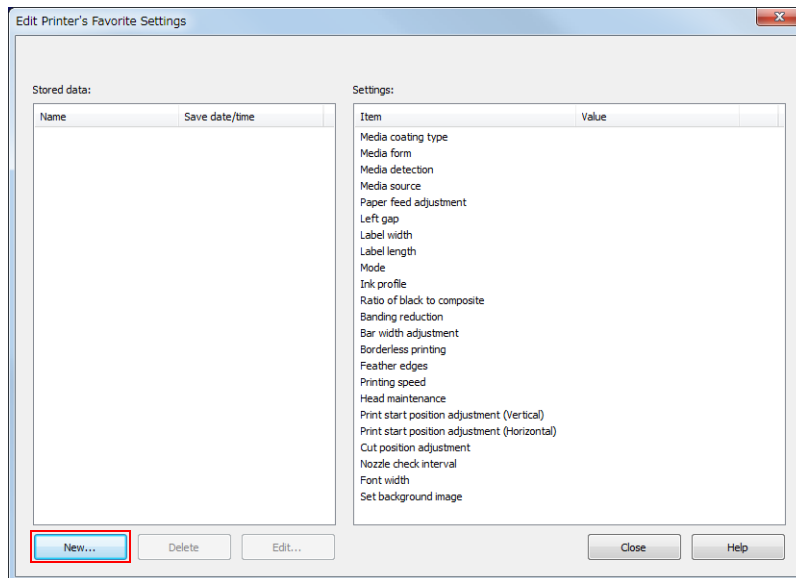 Edit Printer's Favorite Settings
Stored data:
Settings:
Name Save date/time
Item Value
Media coating type
Media form
Media detection
Media source
Paper feed adjustment
Left gap
Label width
Label length
Mode
Ink profile
Ratio of black to composite
Banding reduction
Bar width adjustment
Borderless printing
Feather edges
Printing speed
Head maintenance
Print start position adjustment (Vertical)
Print start position adjustment (Horizontal)
Cut position adjustment
Nozzle check interval
Font width
Set background image
New... Delete Edit... Close Help